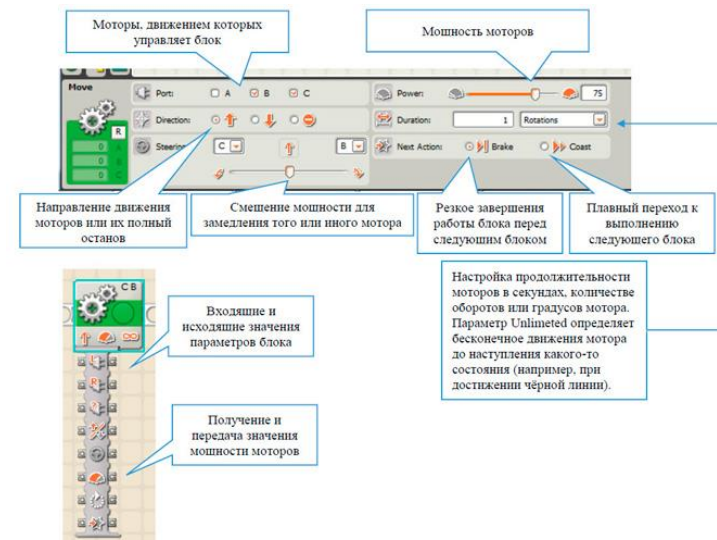 Моторы, движением которых
управляет блок
Мощность моторов
Move
Port:
A
B
C
Power:
75
R
Direction:
Duration:
1
Rotations
0
A
0
B
0
C
Steering:
C
B
Next Action:
Brake
Coast
Направление движения
моторов или их полный
останов
Смешение мощности для
замедления того или иного мотора
Резкое завершения
работы блока перед
следующим блоком
Плавный переход к
выполнению
следующего блока
Настройка продолжительности
моторов в секундах, количестве
оборотов или градусов мотора.
Параметр Unlimeted определяет
бесконечное движения мотора
до наступления какого-то
состояния (например, при
достижении чёрной линии).
C B
Входящие и
исходящие значения
параметров блока
Получение и
передача значения
мощности моторов